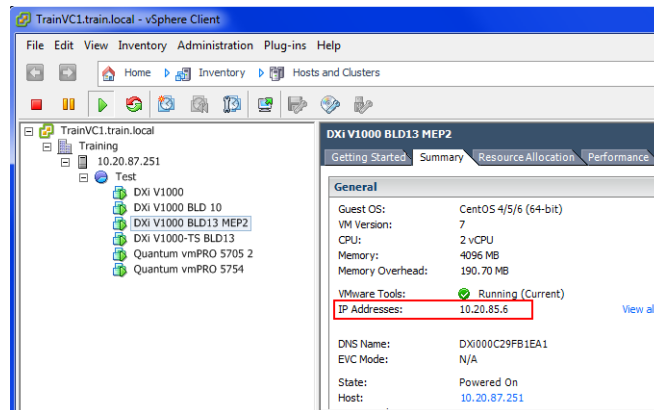 TrainVC1.train.local - vSphere Client
File Edit View Inventory Administration Plug-ins Help
Home Inventory Hosts and Clusters
TrainVC1.train.local
Training
10.20.87.251
Test
DXi V1000
DXi V1000 BLD 10
DXi V1000 BLD13 MEP2
DXi V1000-TS BLD13
Quantum vmPRO 5705 2
Quantum vmPRO 5754
DXi V1000 BLD13 MEP2
Getting Started Summary Resource Allocation Performance
General
Guest OS: CentOS 4/5/6 (64-bit)
VM Version: 7
CPU: 2 vCPU
Memory: 4096 MB
Memory Overhead: 190.70 MB
VMware Tools: Running (Current)
IP Addresses: 10.20.85.6 View al
DNS Name: DXi000C29FB1EA1
EVC Mode: N/A
State: Powered On
Host: 10.20.87.251